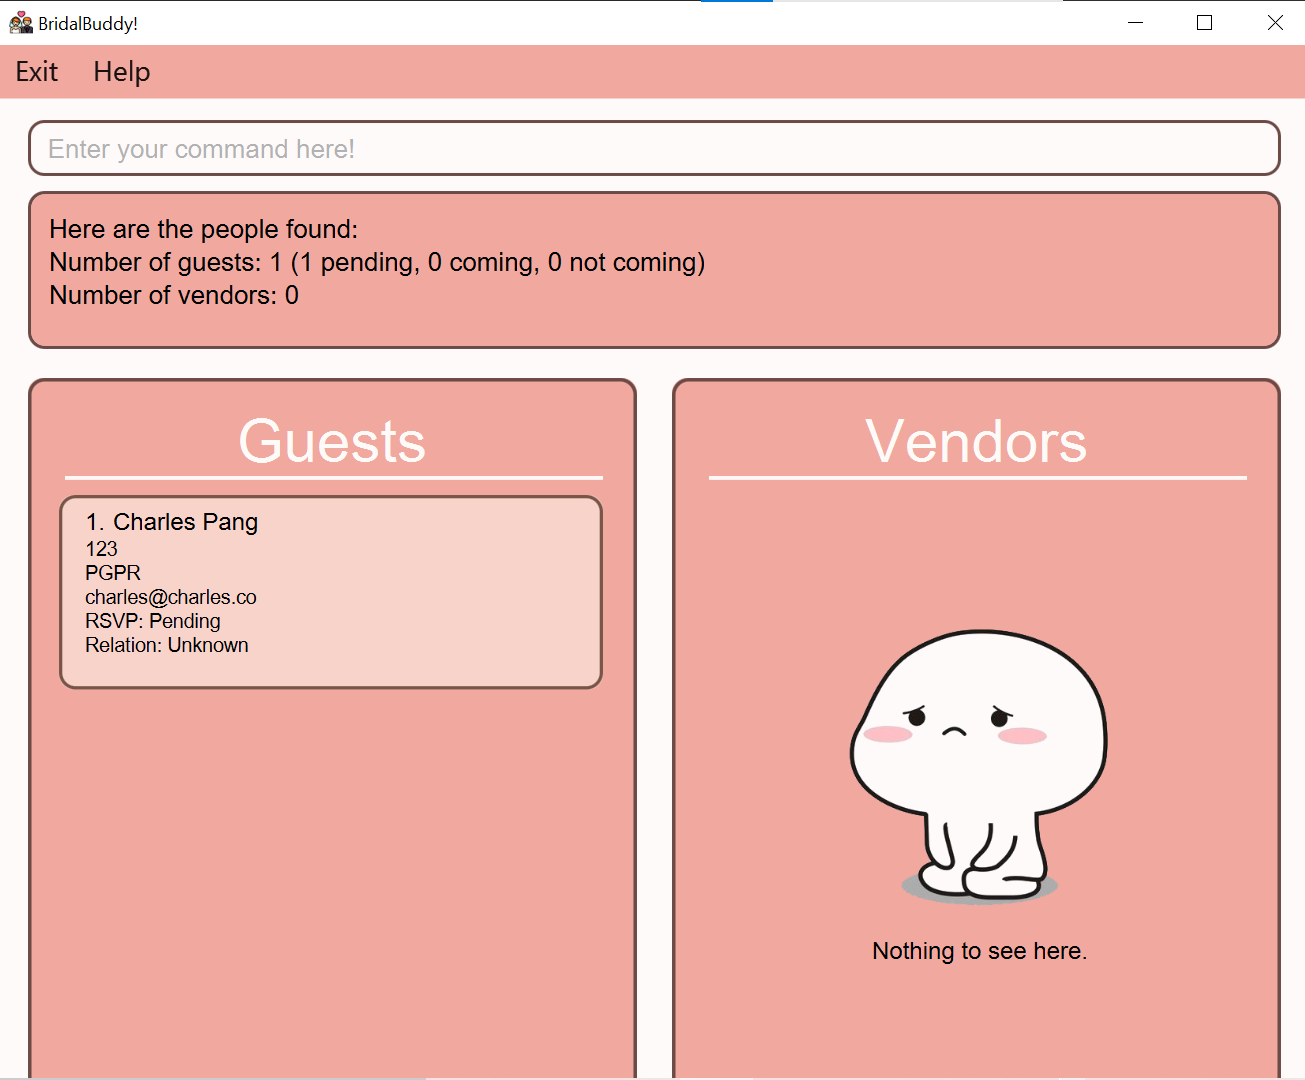 BridalBuddy!
Exit Help
Enter your command here!
Here are the people found:
Number of guests: 1 (1 pending, 0 coming, 0 not coming)
Number of vendors: 0
Guests
1. Charles Pang
123
PGPR
charles@charles.co
RSVP: Pending
Relation: Unknown
Vendors
Nothing to see here.